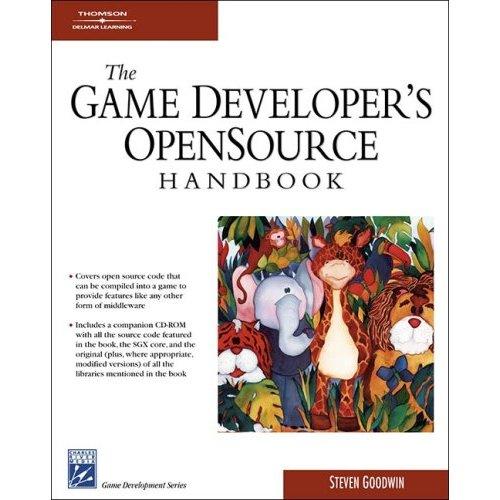 THOMSON
DELMAR LEARNING
The
GAME DEVELOPER'S
OPENSOURCE
HANDBOOK
• Covers open source code that
can be compiled into a game to
provide features like any other
form of middleware
• Includes a companion CD-ROM
with all the source code featured
in the book, the SGX core, and the
original (plus, where appropriate,
modified versions) of all the
libraries mentioned in the book
CHARLES
RIVER
MEDIA
Game Development Series
STEVEN GOODWIN